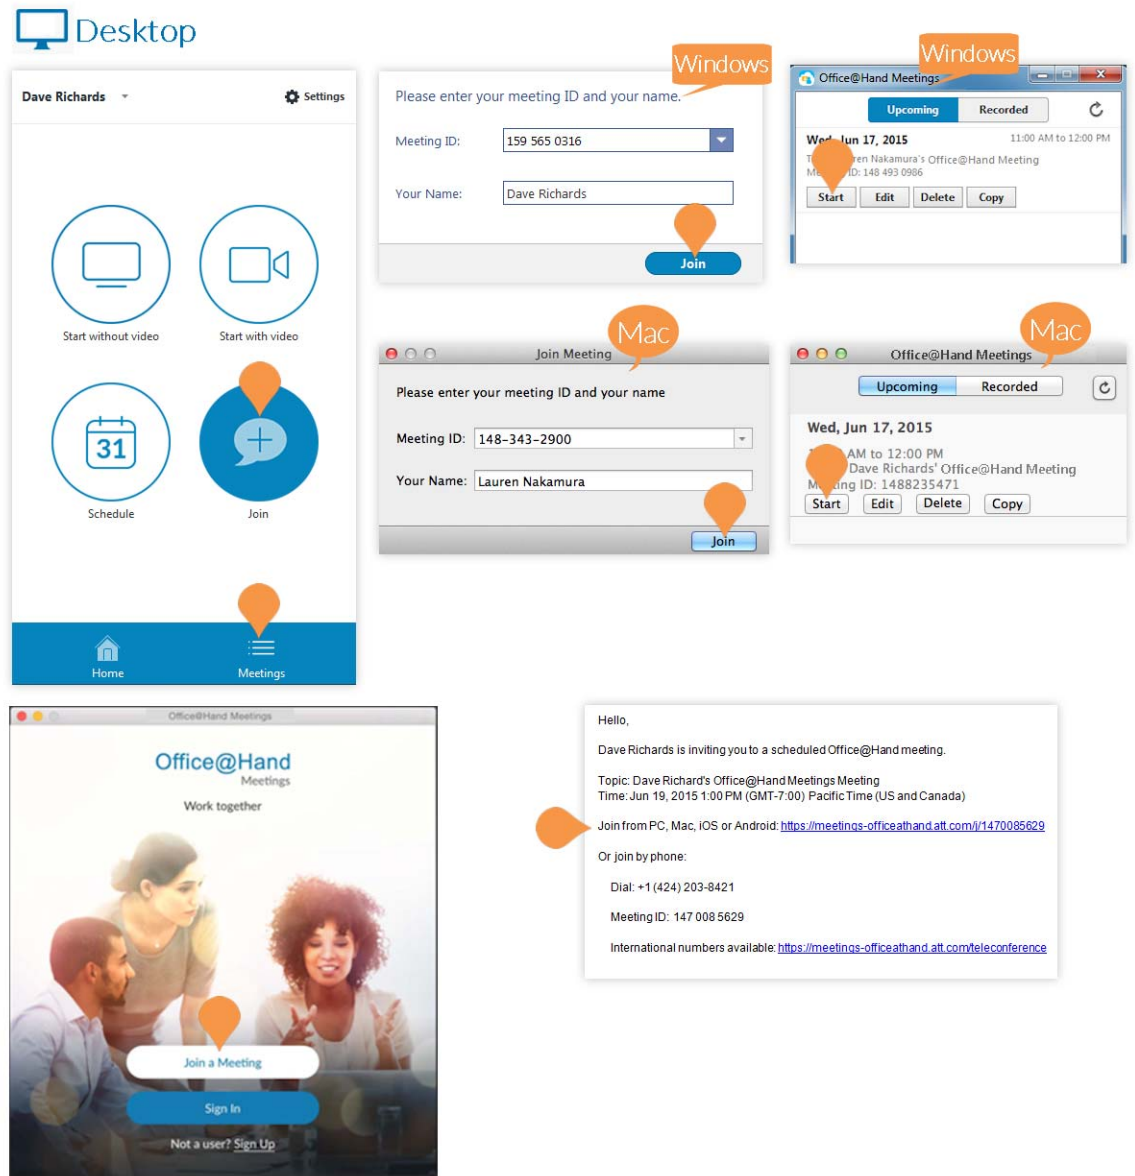 Desktop
Dave Richards
Settings
Start without video
Start with video
31
Schedule
Join
Home
Meetings
Windows
Please enter your meeting ID and your name.
Meeting ID: 159 565 0316
Your Name: Dave Richards
Join
Windows
Office@Hand Meetings
X
Upcoming Recorded
Wed, Jun 17, 2015 11:00 AM to 12:00 PM
Nakamura's Office@Hand Meeting
ID: 148 493 0986
Start Edit Delete Copy
Mac
Join Meeting
Please enter your meeting ID and your name
Meeting ID: 148-343-2900
Your Name: Lauren Nakamura
Join
Mac
Office@Hand Meetings
Upcoming Recorded
Wed, Jun 17, 2015
AM to 12:00 PM
Dave Richards' Office@Hand Meeting
Meeting ID: 1488235471
Start Edit Delete Copy
Office@Hand Meetings
Office@Hand
Meetings
Work together
Join a Meeting
Sign In
Not a user? Sign Up
Hello,
Dave Richards is inviting you to a scheduled Office@Hand meeting.
Topic: Dave Richard's Office@Hand Meetings Meeting
Time: Jun 19, 2015 1:00 PM (GMT-7:00) Pacific Time (US and Canada)
Join from PC, Mac, iOS or Android: https://meetings-officeathand.att.com/j/1470085629
Or join by phone:
Dial: +1 (424) 203-8421
Meeting ID: 147 008 5629
International numbers available: https://meetings-officeathand.att.com/teleconference